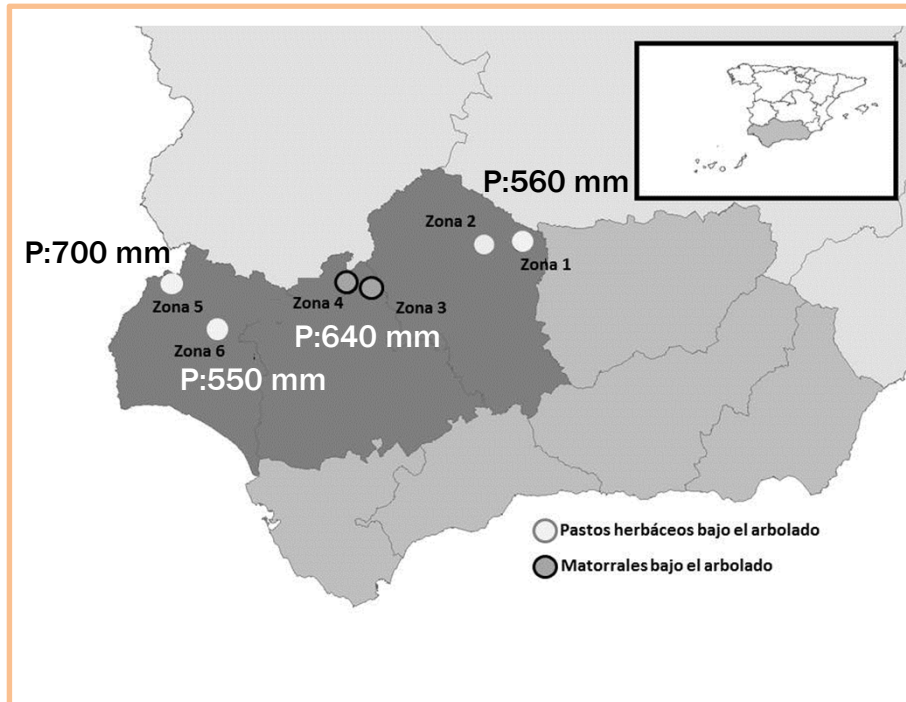 P:560 mm
Zona 2
Zona 1
P:700 mm
Zona 5
Zona 4
Zona 3
P:640 mm
Zona 6
P:550 mm
Pastos herbáceos bajo el arbolado
Matorrales bajo el arbolado